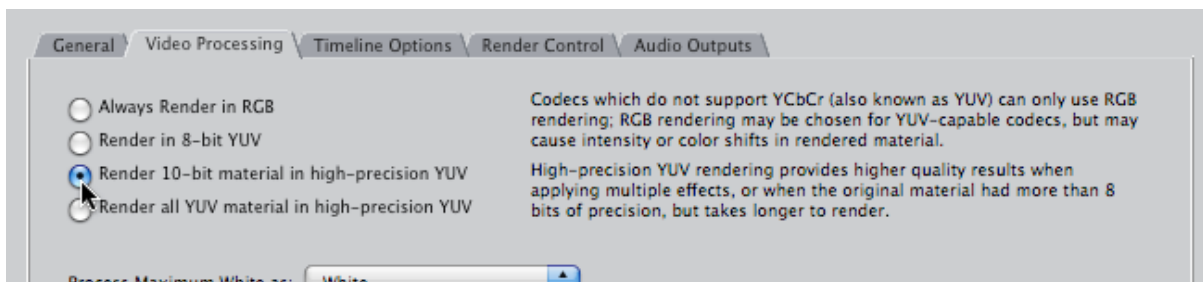 General Video Processing Timeline Options Render Control Audio Outputs
Always Render in RGB
Render in 8-bit YUV
Render 10-bit material in high-precision YUV
Render all YUV material in high-precision YUV
Codecs which do not support YCbCr (also known as YUV) can only use RGB
rendering; RGB rendering may be chosen for YUV-capable codecs, but may
cause intensity or color shifts in rendered material.
High-precision YUV rendering provides higher quality results when
applying multiple effects, or when the original material had more than 8
bits of precision, but takes longer to render.
Process Maximum White as: White